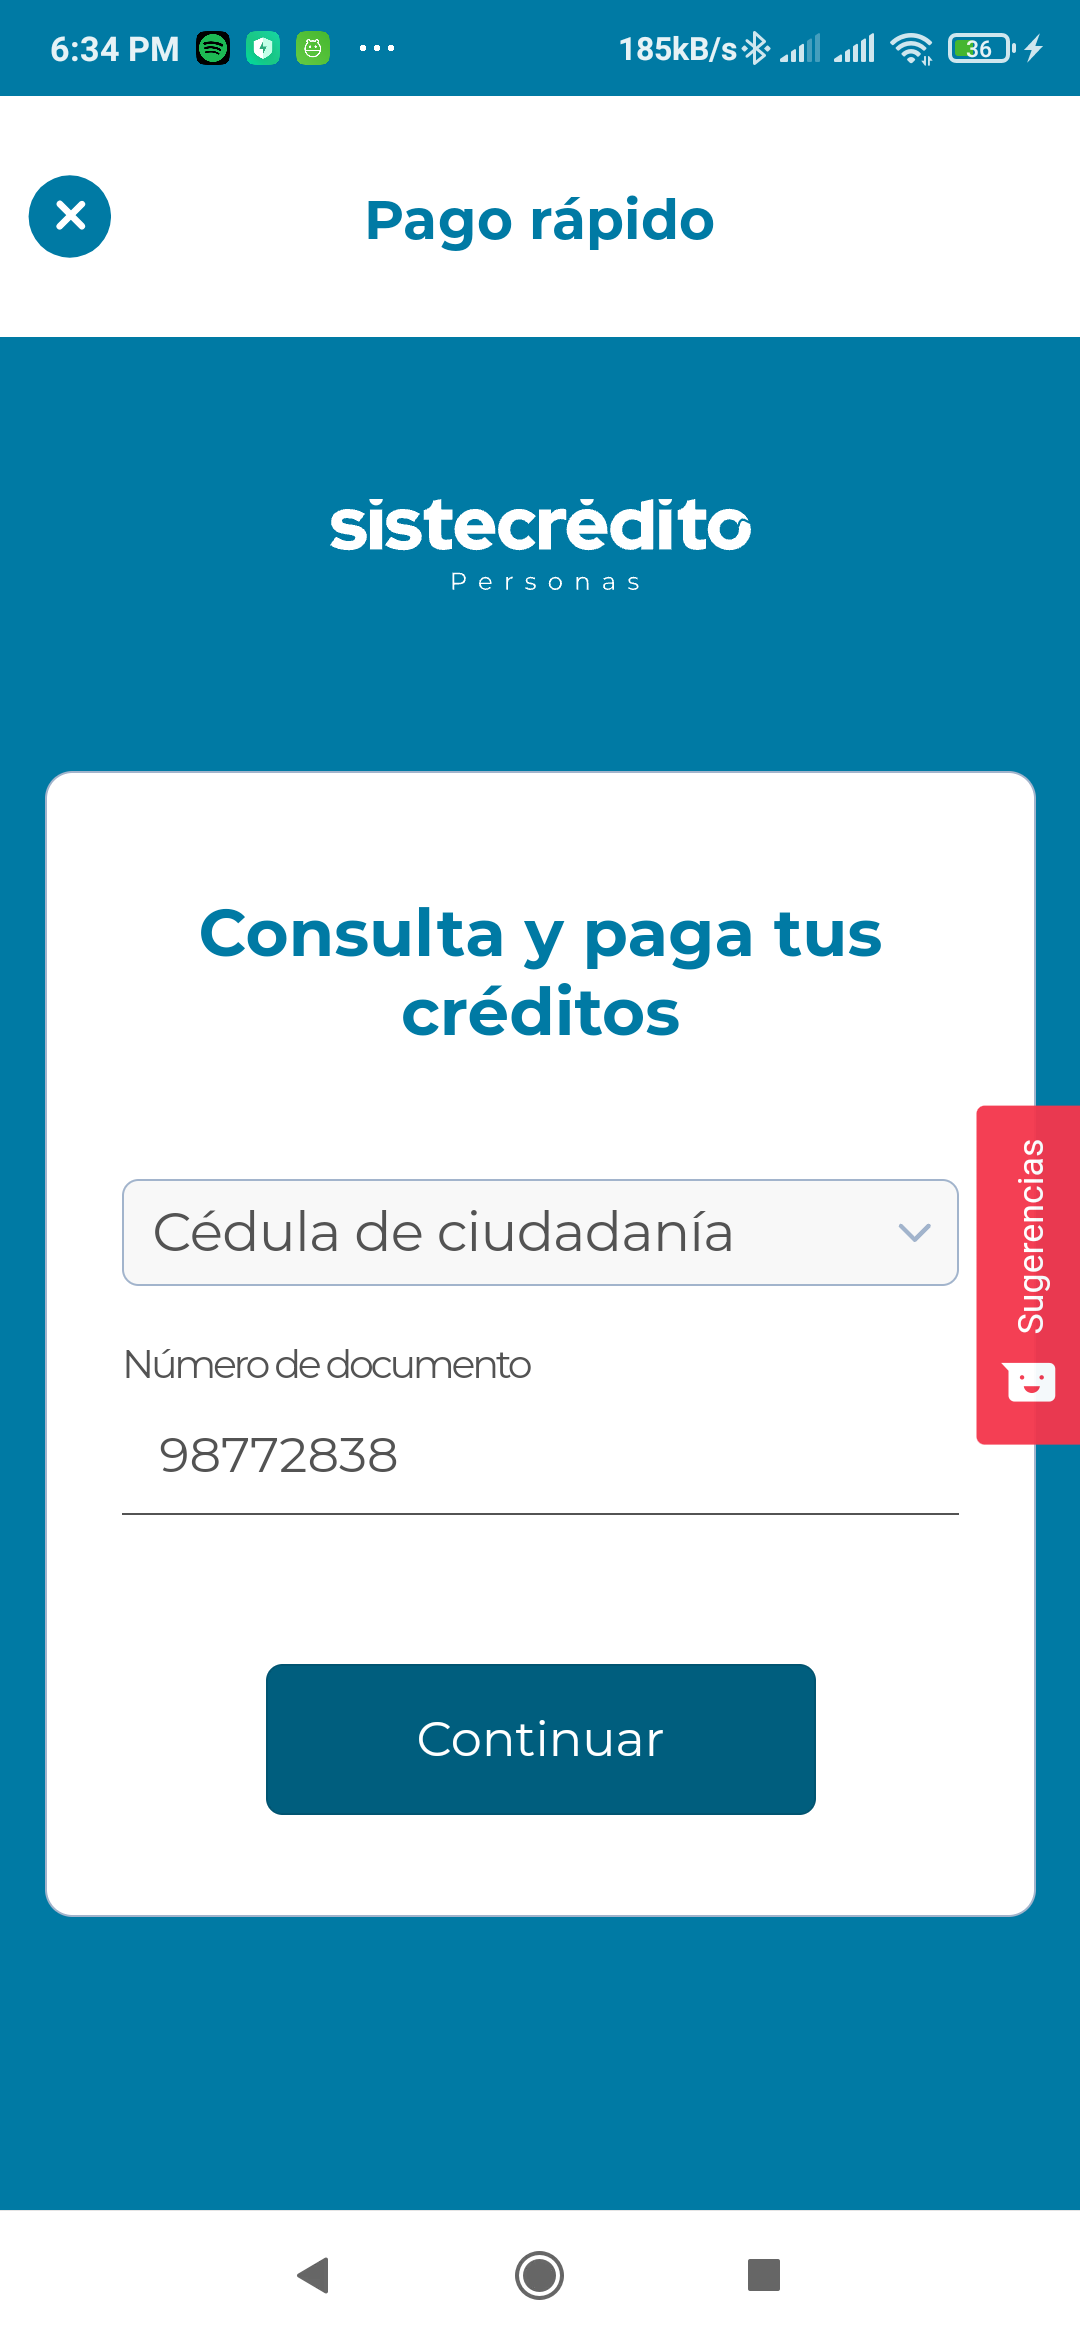 6:34 PM
185kB/s
36
Pago rápido
sistecrédito
Personas
Consulta y paga tus
créditos
Cédula de ciudadanía
Sugerencias
Número de documento
98772838
Continuar